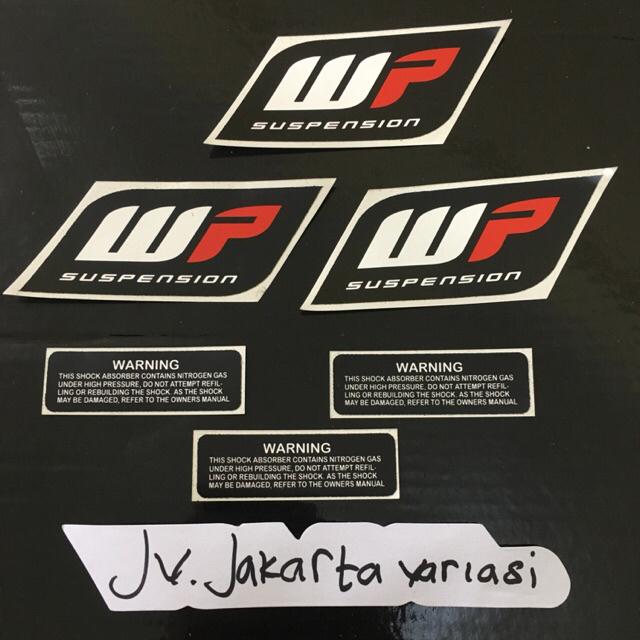 WP
SUSPENSION
WP
SUSPENSION
WP
SUSPENSION
WARNING
THIS SHOCK ABSORBER CONTAINS NITROGEN GAS
UNDER HIGH PRESSURE, DO NOT ATTEMPT REFIL-
LING OR REBUILDING THE SHOCK. AS THE SHOCK
MAY BE DAMAGED, REFER TO THE OWNERS MANUAL
WARNING
THIS SHOCK ABSORBER CONTAINS NITROGEN GAS
UNDER HIGH PRESSURE, DO NOT ATTEMPT REFIL-
LING OR REBUILDING THE SHOCK. AS THE SHOCK
MAY BE DAMAGED, REFER TO THE OWNERS MANUAL
WARNING
THIS SHOCK ABSORBER CONTAINS NITROGEN GAS
UNDER HIGH PRESSURE, DO NOT ATTEMPT REFIL-
LING OR REBUILDING THE SHOCK. AS THE SHOCK
MAY BE DAMAGED, REFER TO THE OWNERS MANUAL
Jv. Jakarta variasi